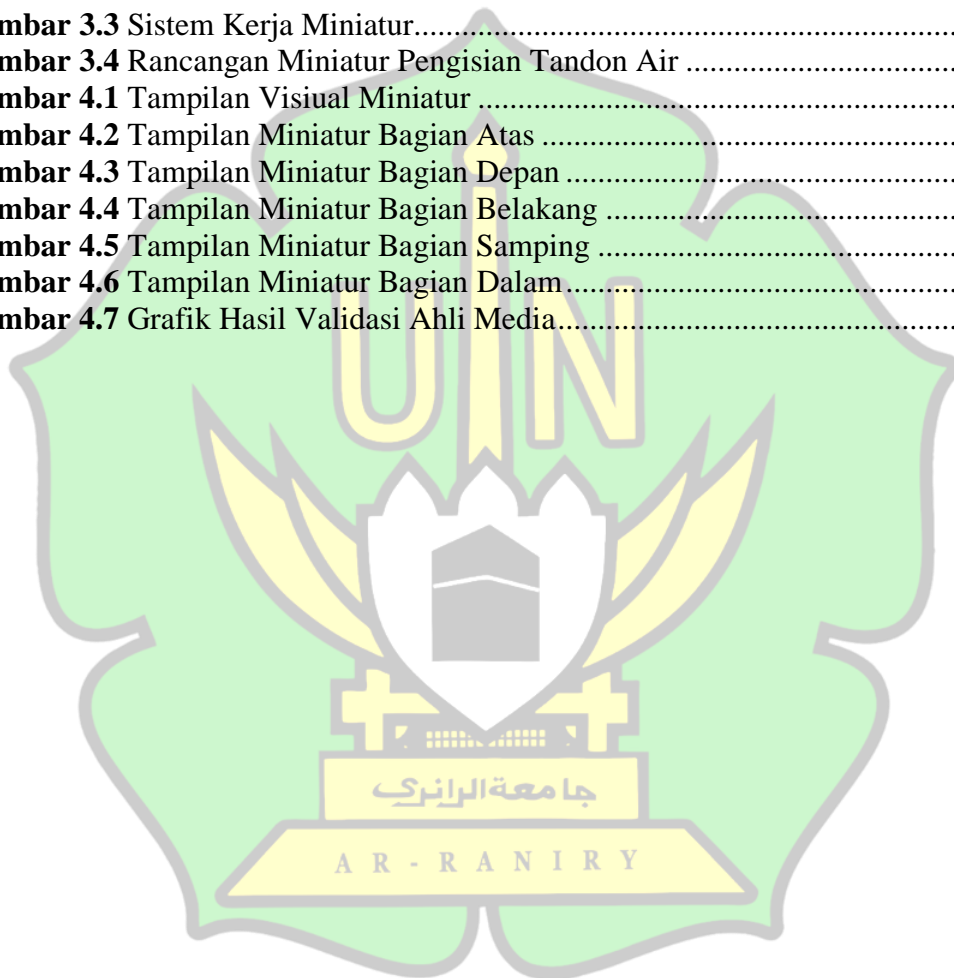 mbar 3.3 Sistem Kerja Miniatur.......................................................................
mbar 3.4 Rancangan Miniatur Pengisian Tandon Air ....................................
mbar 4.1 Tampilan Visiual Miniatur ...............................................................
mbar 4.2 Tampilan Miniatur Bagian Atas .......................................................
mbar 4.3 Tampilan Miniatur Bagian Depan ....................................................
mbar 4.4 Tampilan Miniatur Bagian Belakang ...............................................
mbar 4.5 Tampilan Miniatur Bagian Samping ................................................
mbar 4.6 Tampilan Miniatur Bagian Dalam.....................................................
mbar 4.7 Grafik Hasil Validasi Ahli Media......................................................
UIN
جامعة الرانري
AR - RANIRY